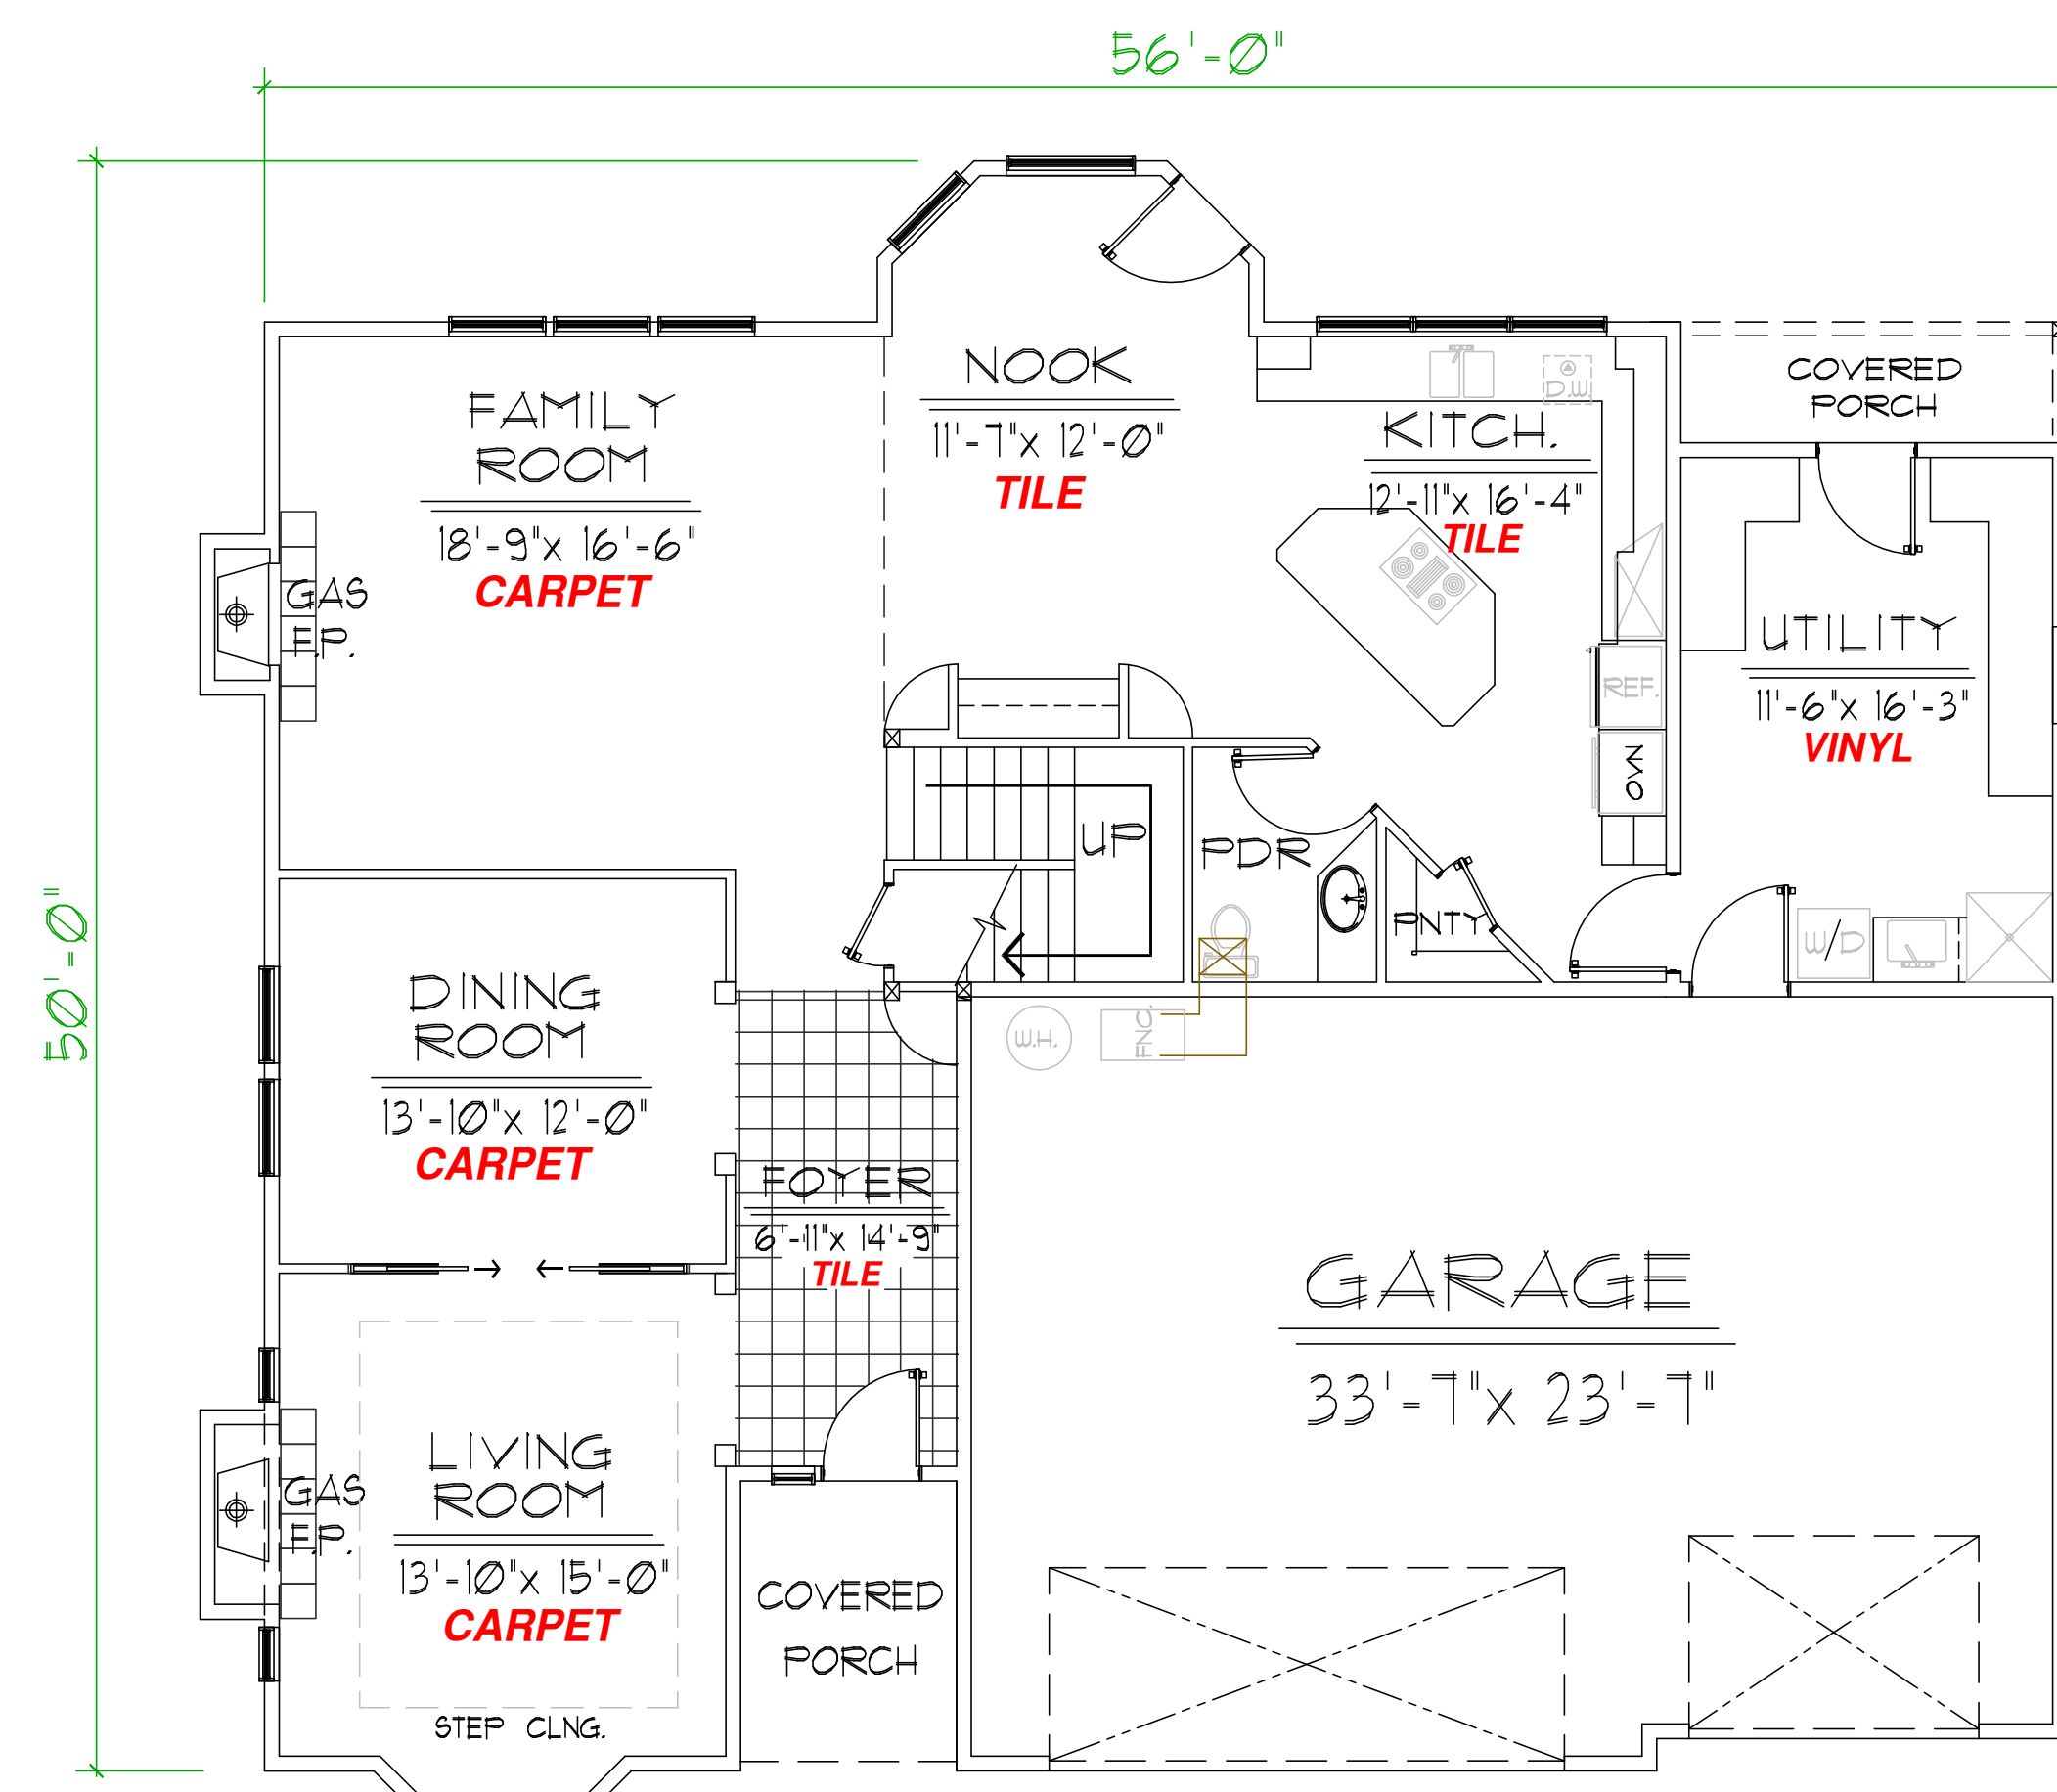 56'-0"
50'-0"
FAMILY
ROOM
18'-9"x 16'-6"
CARPET
GAS
F.P.
NOOK
11'-7"x 12'-0"
TILE
D.W.
KITCH.
12'-11"x 16'-4"
TILE
REF.
OVN
COVERED
PORCH
UTILITY
11'-6"x 16'-3"
VINYL
UP
PDR
PNTY
W/D
DINING
ROOM
13'-10"x 12'-0"
CARPET
W.H.
FNC.
FOYER
6'-11"x 14'-9"
TILE
GARAGE
33'-7"x 23'-7"
LIVING
ROOM
13'-10"x 15'-0"
CARPET
GAS
F.P.
STEP CLNG.
COVERED
PORCH